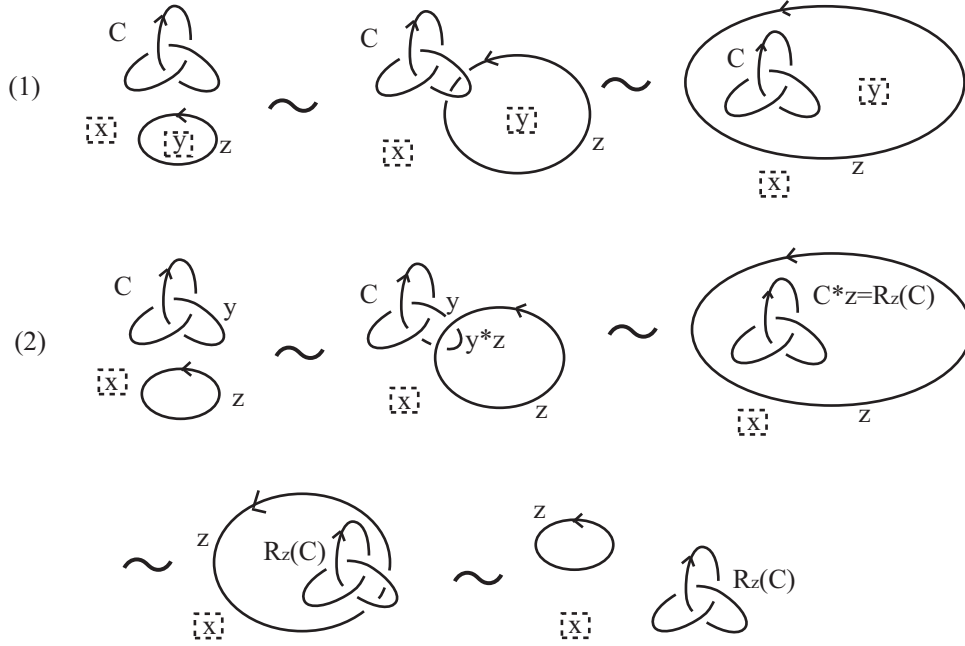 C C C
(1) y
x y z x y z x z
C y C y C*z=Rz(C)
(2) y*z
x z x z x z
z Rz(C) z Rz(C)
x x